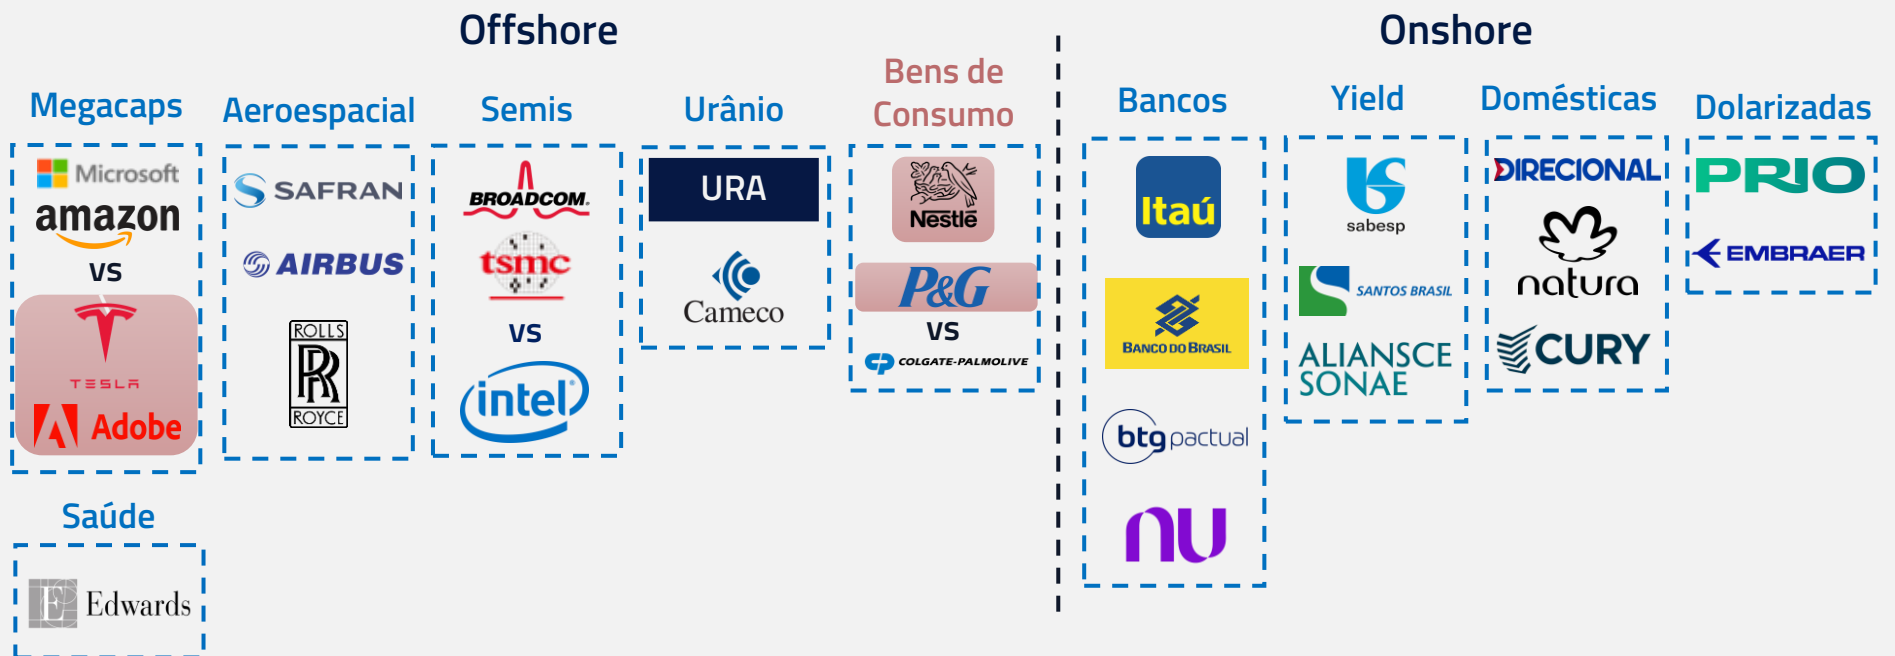 Offshore
Onshore
Megacaps
Microsoft
amazon
vs
TESLA
Adobe
Saúde
E Edwards
Aeroespacial
SAFRAN
AIRBUS
ROLLS
RR
ROYCE
Semis
BROADCOM®
tsmc
vs
intel®
Urânio
URA
Cameco
Bens de
Consumo
Nestlé
P&G
vs
CP COLGATE-PALMOLIVE
Bancos
Itaú
BANCO DO BRASIL
btg pactual
nu
Yield
sabesp
SANTOS BRASIL
ALIANSCE
SONAE
Domésticas
DIRECIONAL
natura
CURY
Dolarizadas
PRIO
EMBRAER